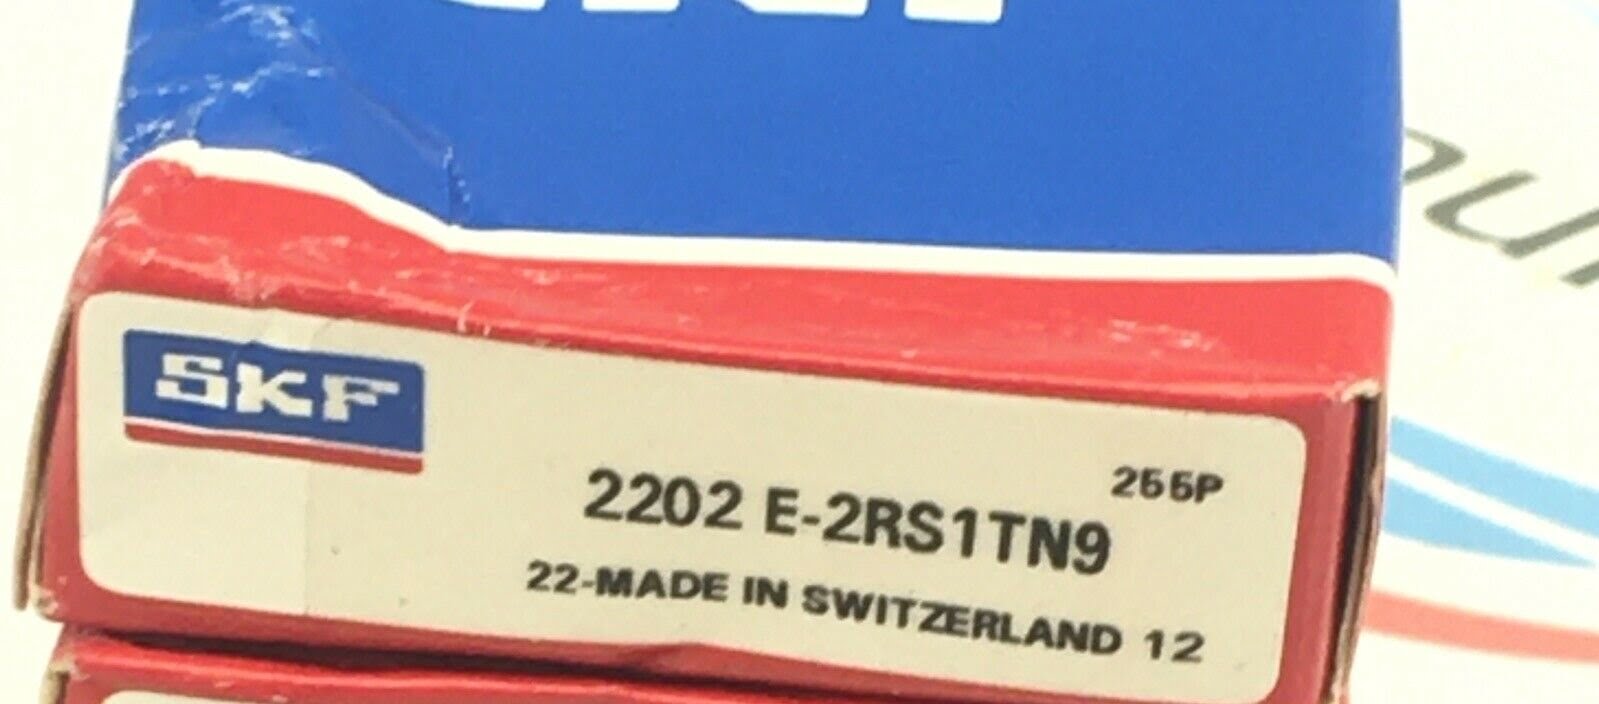 SKF
255P
2202 E-2RS1TN9
22-MADE IN SWITZERLAND 12